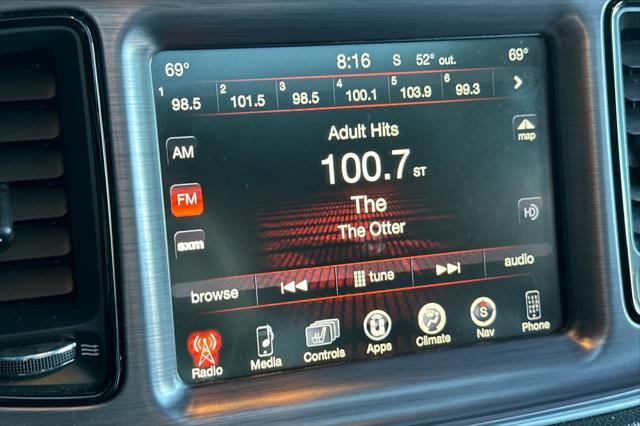 69° 8:16 S 52° out. 69°
1 98.5 2 101.5 3 98.5 4 100.1 5 103.9 6 99.3
Adult Hits
map
AM
100.7 ST
FM
The
HD
The Otter
sxm
browse tune audio
Radio Media Controls Apps Climate S Nav Phone